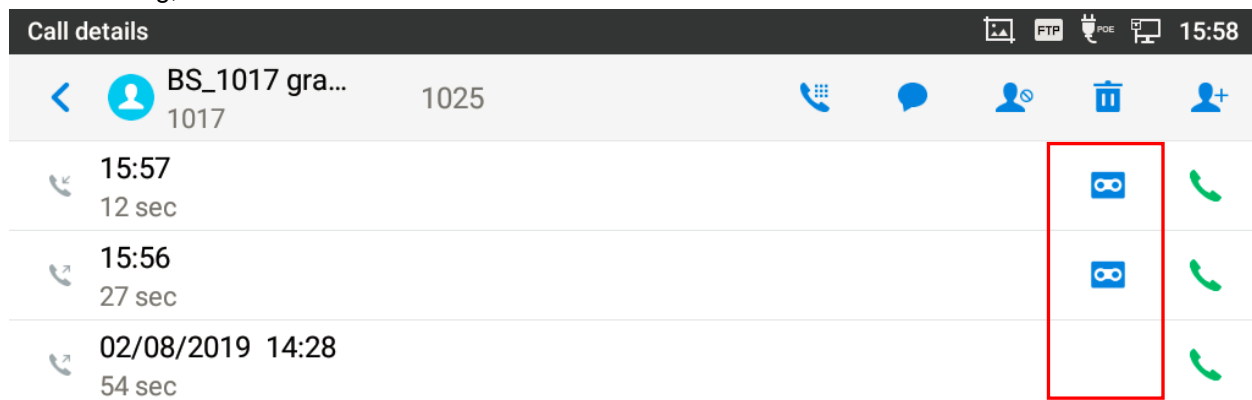 Call details FTP POE 15:58
BS_1017 gra... 1025
1017
15:57
12 sec
15:56
27 sec
02/08/2019 14:28
54 sec